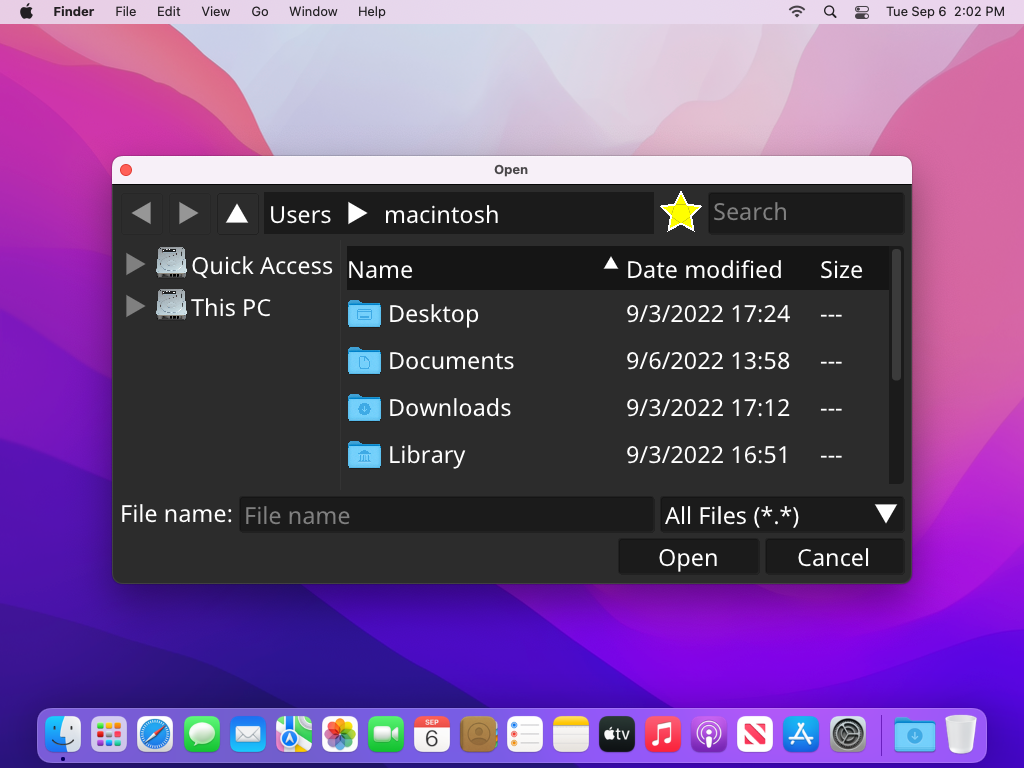 Finder File Edit View Go Window Help Tue Sep 6 2:02 PM
Open
Users macintosh Search
Quick Access
This PC
Name Date modified Size
Desktop 9/3/2022 17:24 ---
Documents 9/6/2022 13:58 ---
Downloads 9/3/2022 17:12 ---
Library 9/3/2022 16:51 ---
File name: File name All Files (*.*)
Open Cancel
SEP
6
tv